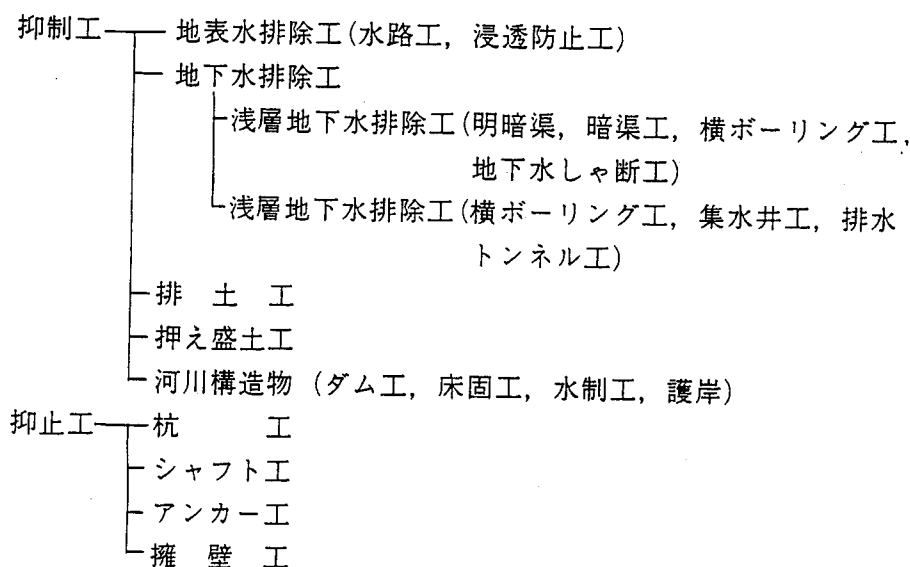 抑制工 地表水排除工(水路工, 浸透防止工)
地下水排除工
浅層地下水排除工(明暗渠, 暗渠工, 横ボーリング工,
地下水しゃ断工)
浅層地下水排除工(横ボーリング工, 集水井工, 排水
トンネル工)
排土工
押え盛土工
河川構造物 (ダム工, 床固工, 水制工, 護岸)
抑止工 杭工
シャフト工
アンカー工
擁壁工